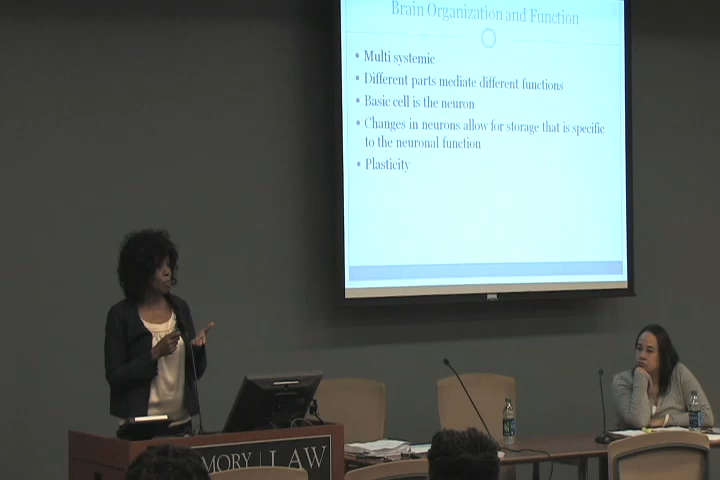 Brain Organization and Function
• Multi systemic
• Different parts mediate different functions
• Basic cell is the neuron
• Changes in neurons allow for storage that is specific
to the neuronal function
• Plasticity
MORY | LAW